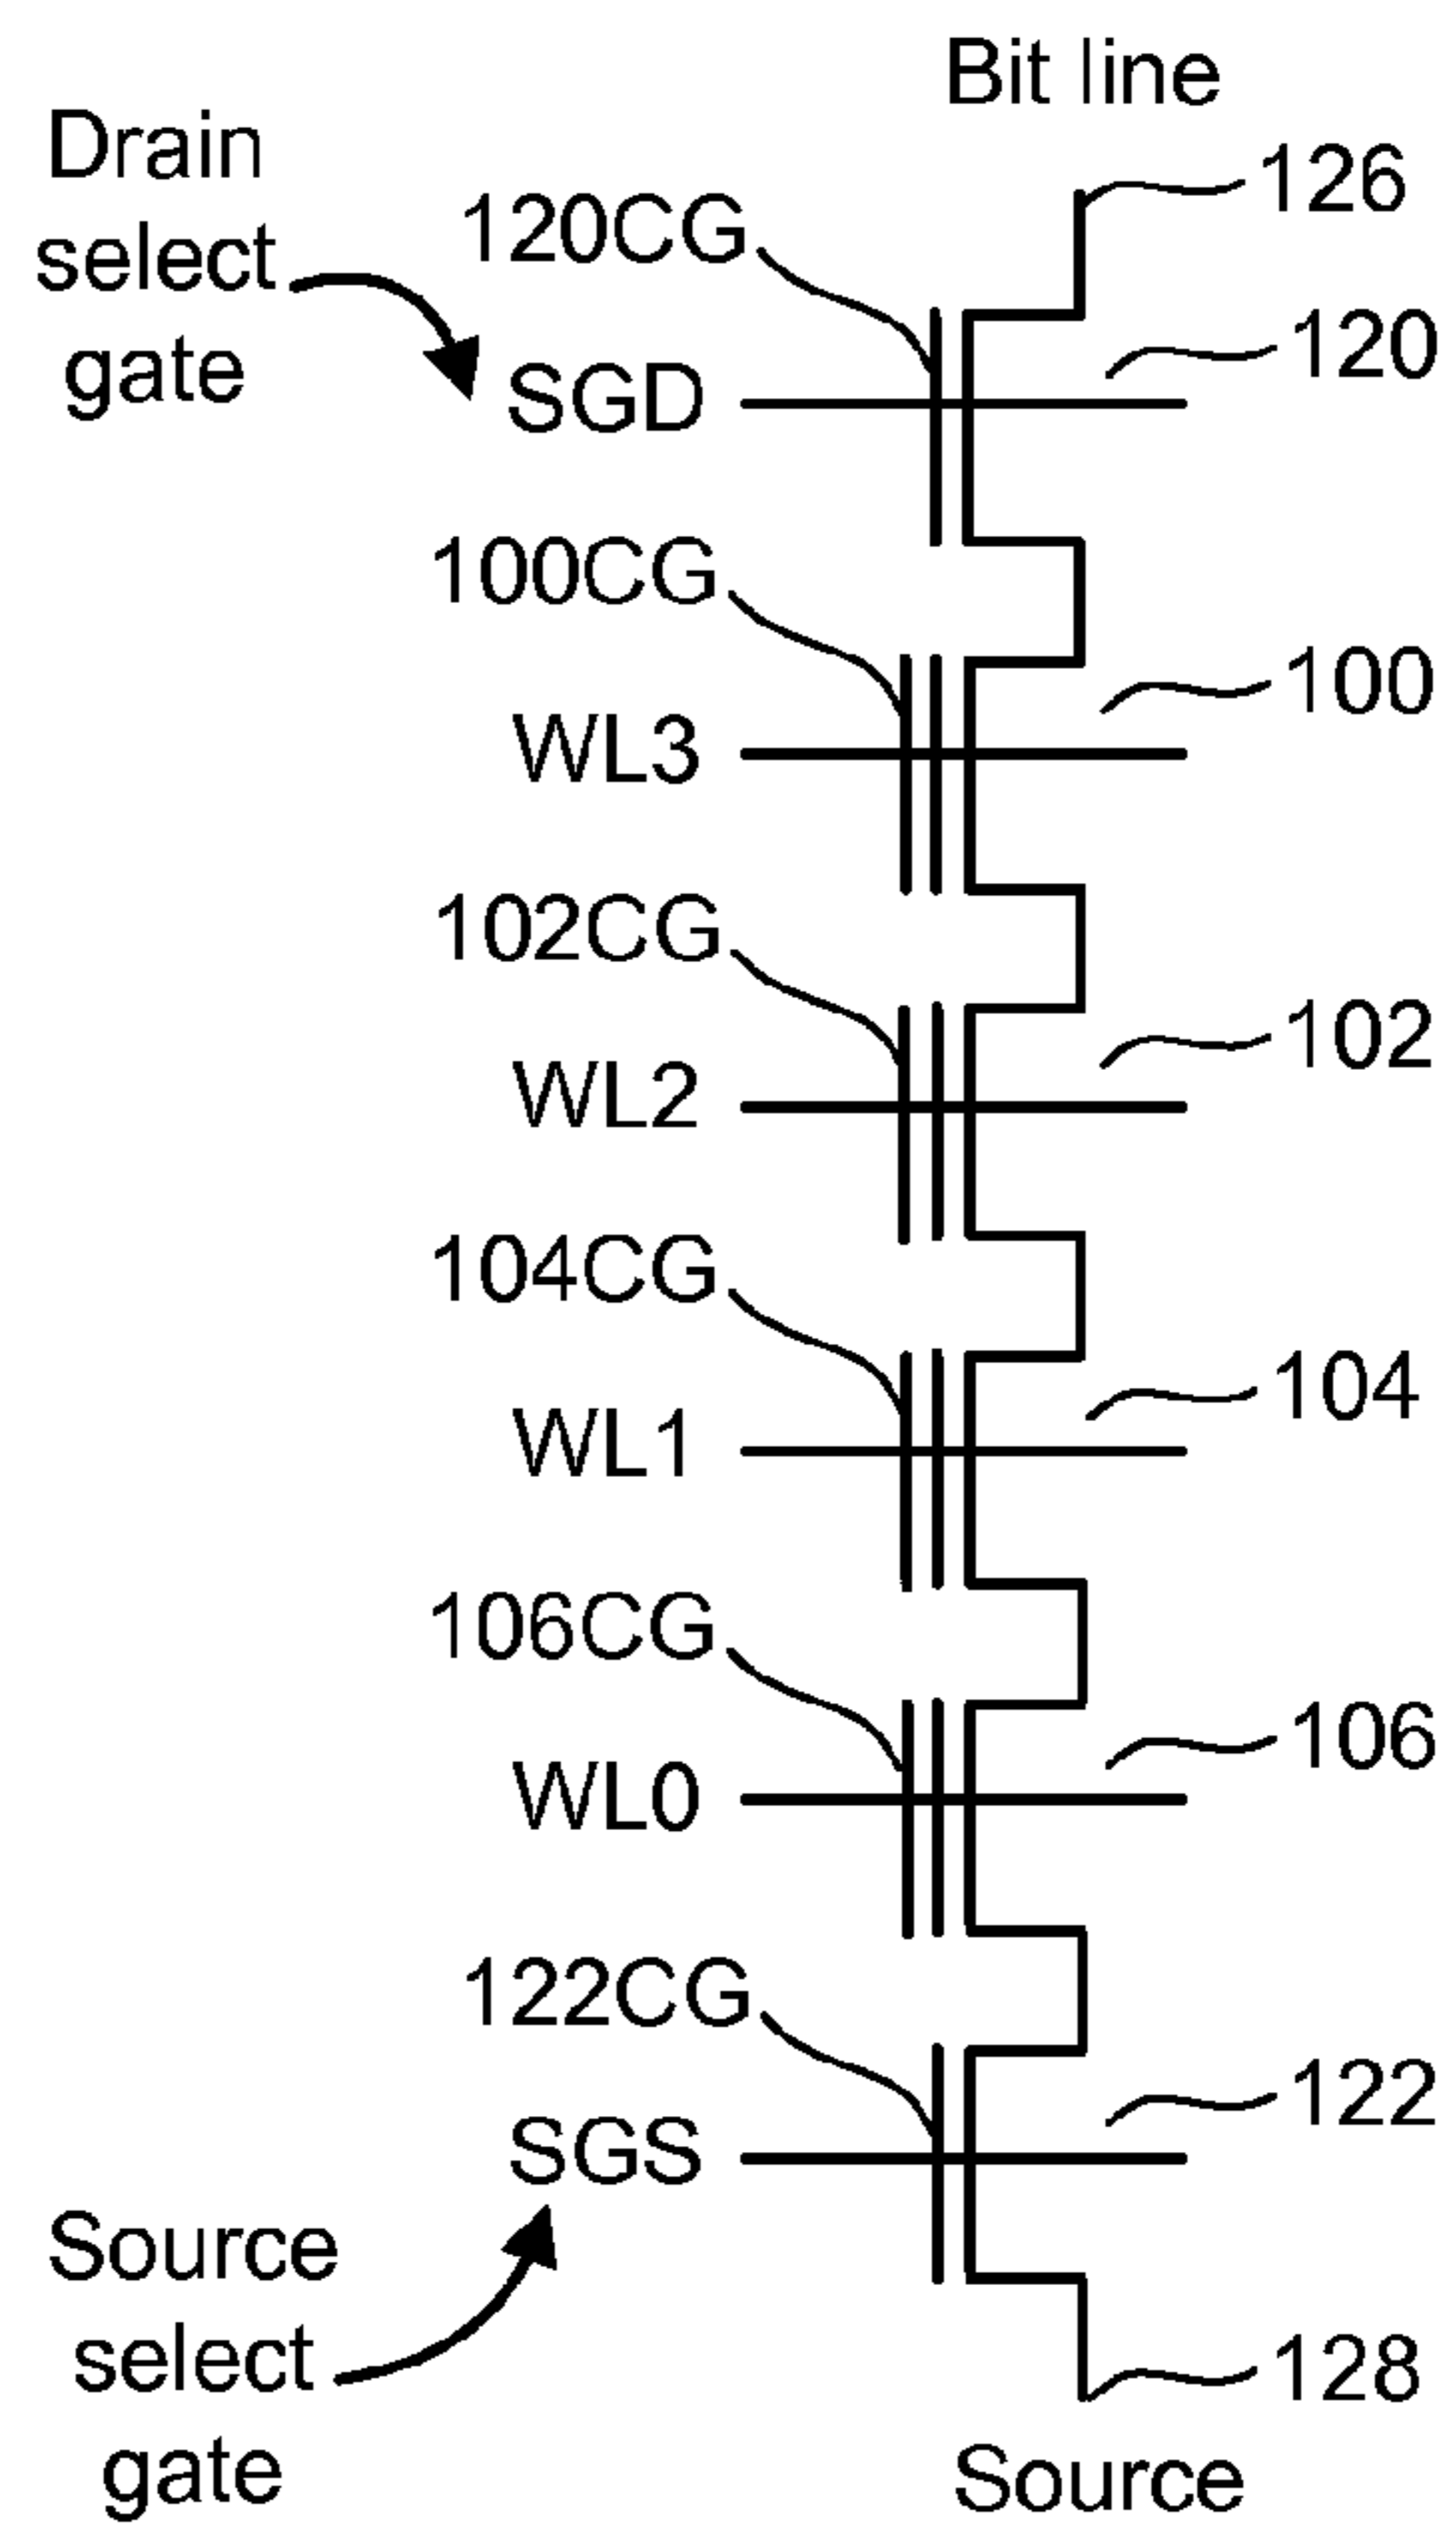 Bit line
126
Drain
select
gate
120CG
120
SGD
100CG
100
WL3
102CG
102
WL2
104CG
104
WL1
106CG
106
WL0
122CG
122
SGS
Source
select
gate
128
Source